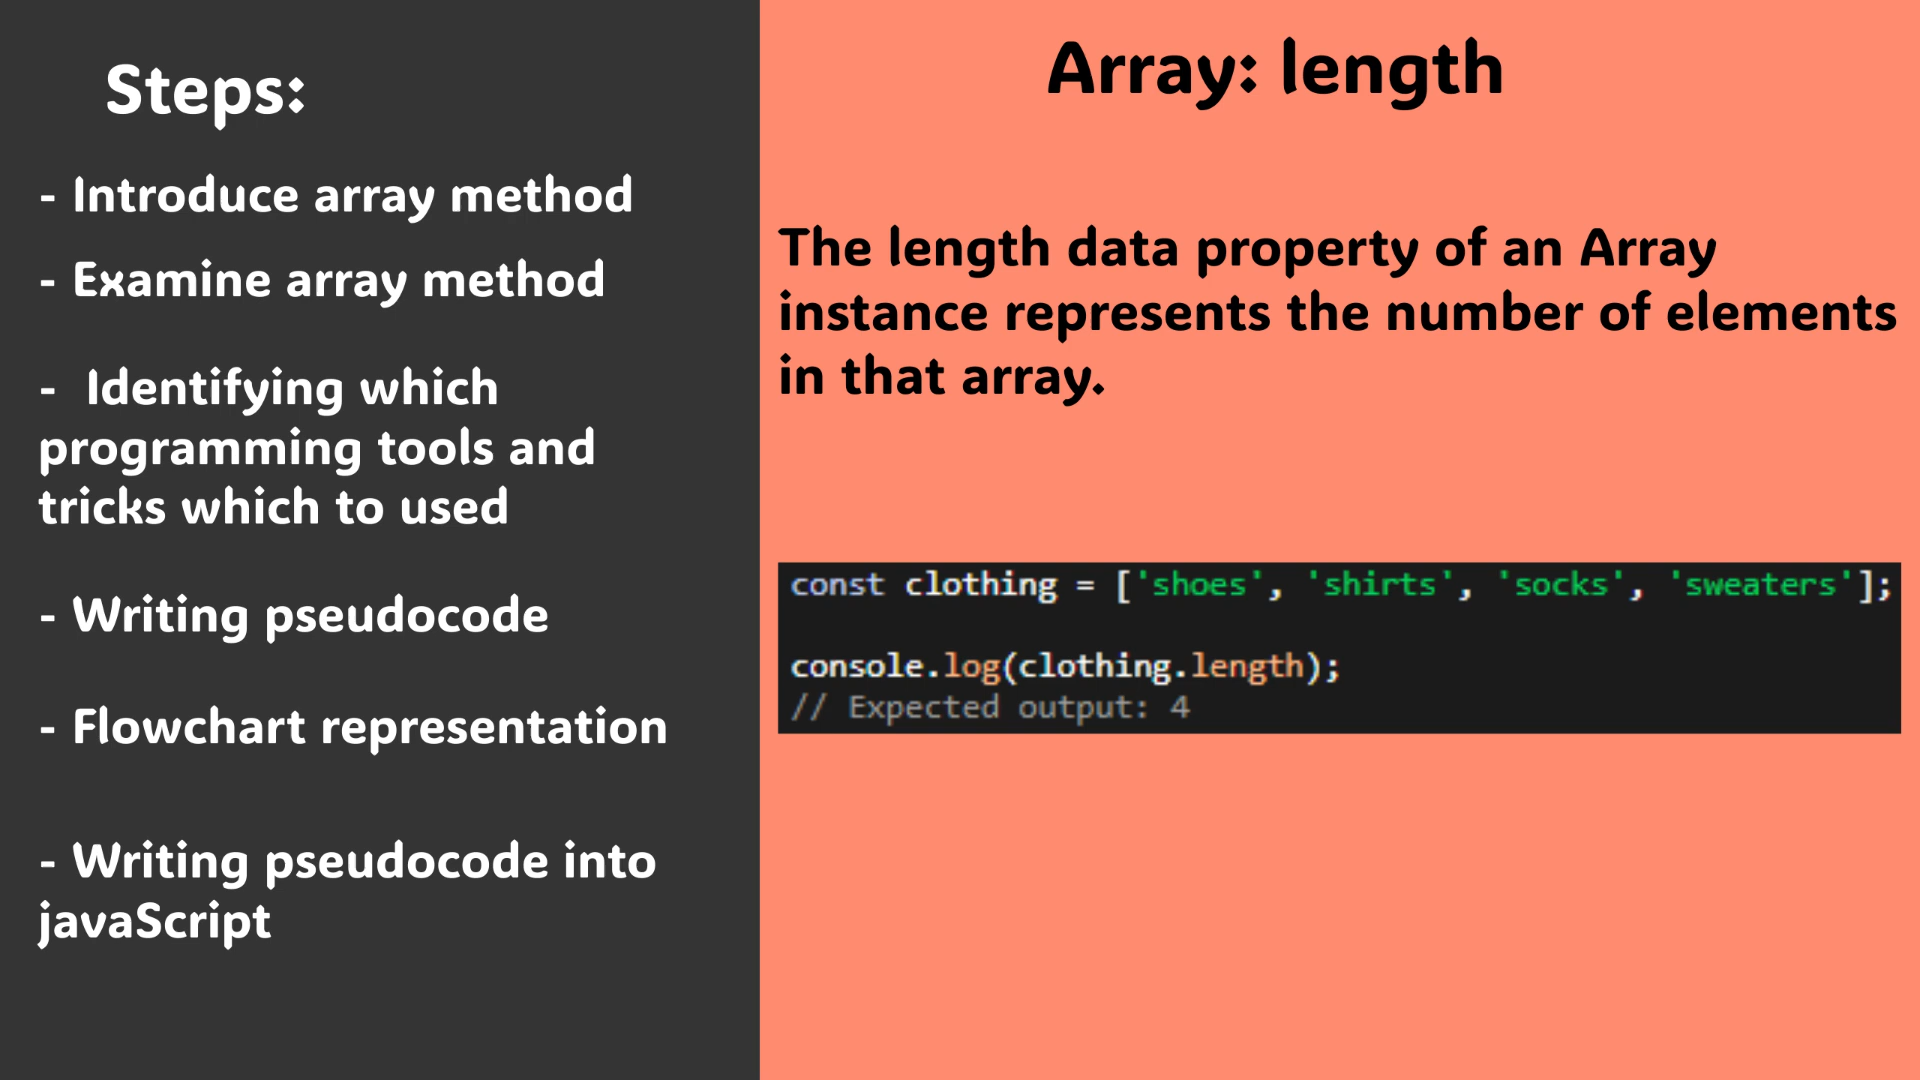 Steps:
- Introduce array method
- Examine array method
- Identifying which
programming tools and
tricks which to used
- Writing pseudocode
- Flowchart representation
- Writing pseudocode into
javaScript
Array: length
The length data property of an Array
instance represents the number of elements
in that array.
const clothing = ['shoes', 'shirts', 'socks', 'sweaters'];
console.log(clothing.length);
// Expected output: 4